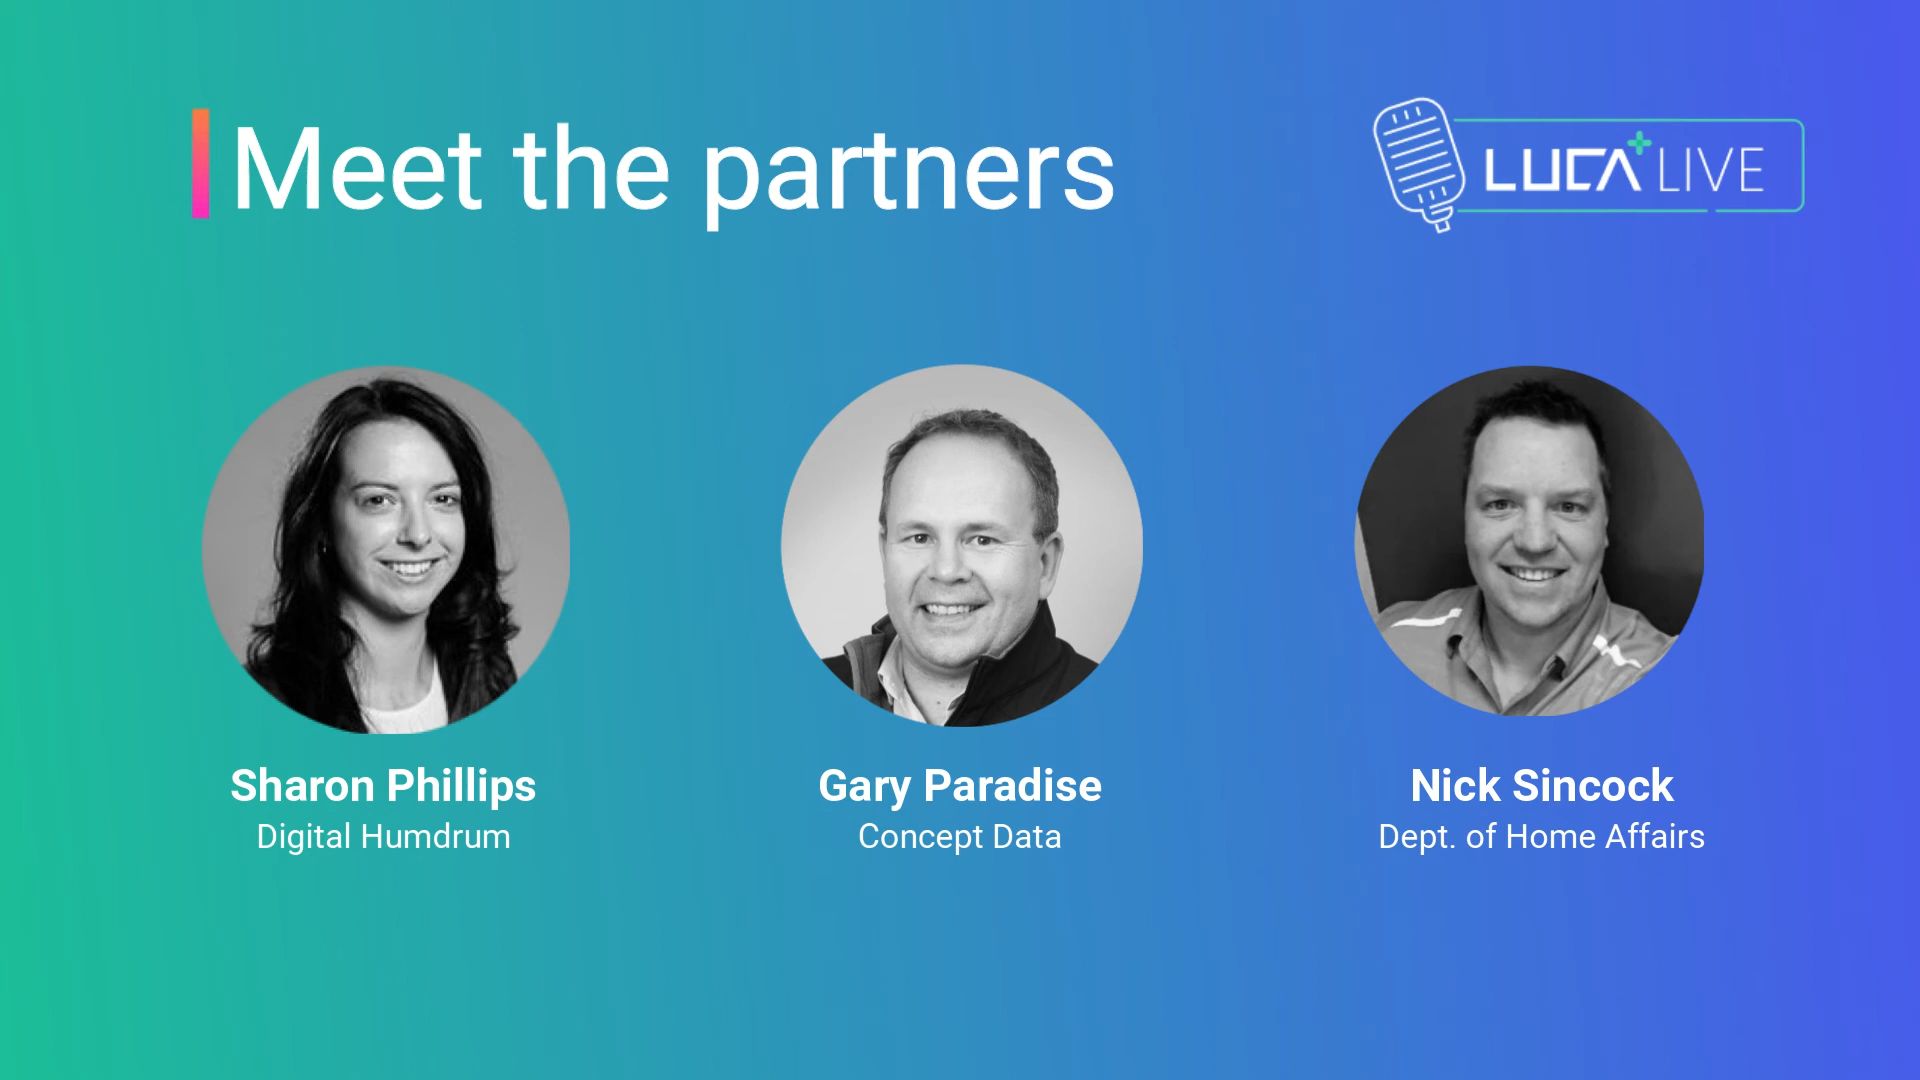 Meet the partners
LUCA+ LIVE
Sharon Phillips
Digital Humdrum
Gary Paradise
Concept Data
Nick Sincock
Dept. of Home Affairs